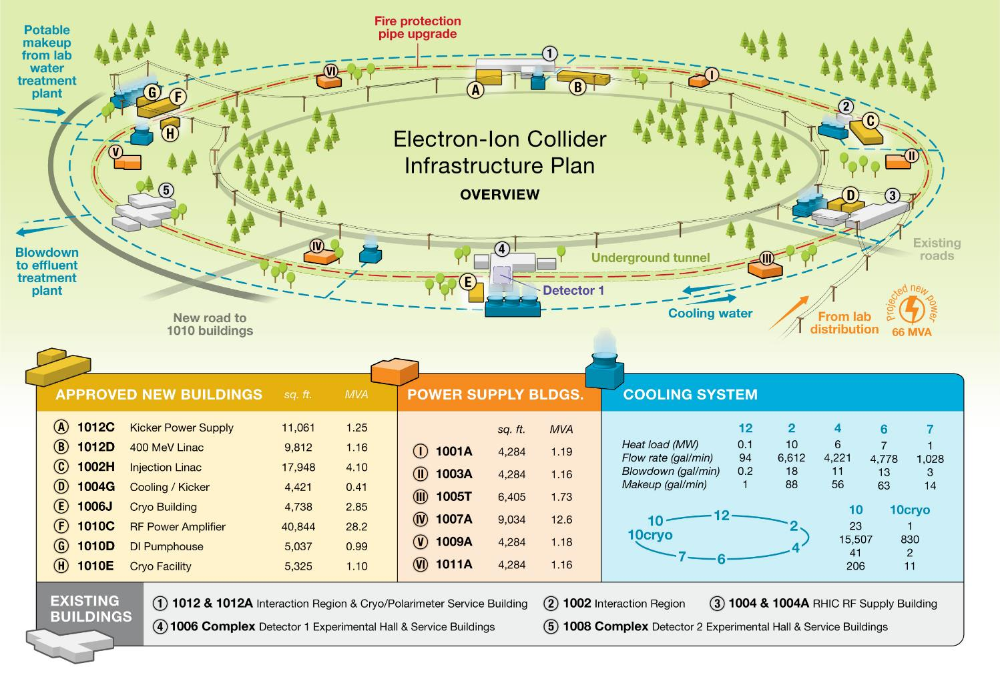 Fire protection
pipe upgrade
Potable
makeup
from lab
water
treatment
plant
1
VI
A
B
I
G
F
H
2
C
V
II
Electron-Ion Collider
Infrastructure Plan
OVERVIEW
5
D
3
IV
4
III
E
Underground tunnel
Existing
roads
Detector 1
Blowdown
to effluent
treatment
plant
Cooling water
New road to
1010 buildings
From lab
distribution
Projected new power
66 MVA
APPROVED NEW BUILDINGS sq. ft. MVA
A 1012C Kicker Power Supply 11,061 1.25
B 1012D 400 MeV Linac 9,812 1.16
C 1002H Injection Linac 17,948 4.10
D 1004G Cooling / Kicker 4,421 0.41
E 1006J Cryo Building 4,738 2.85
F 1010C RF Power Amplifier 40,844 28.2
G 1010D DI Pumphouse 5,037 0.99
H 1010E Cryo Facility 5,325 1.10
POWER SUPPLY BLDGS.
sq. ft. MVA
I 1001A 4,284 1.19
II 1003A 4,284 1.16
III 1005T 6,405 1.73
IV 1007A 9,034 12.6
V 1009A 4,284 1.18
VI 1011A 4,284 1.16
COOLING SYSTEM
12 2 4 6 7
Heat load (MW) 0.1 10 6 7 1
Flow rate (gal/min) 94 6,612 4,221 4,778 1,028
Blowdown (gal/min) 0.2 18 11 13 3
Makeup (gal/min) 1 88 56 63 14
10 12 2
10cryo
7 6 4
10 10cryo
23 1
15,507 830
41 2
206 11
EXISTING
BUILDINGS
1 1012 & 1012A Interaction Region & Cryo/Polarimeter Service Building 2 1002 Interaction Region 3 1004 & 1004A RHIC RF Supply Building
4 1006 Complex Detector 1 Experimental Hall & Service Buildings 5 1008 Complex Detector 2 Experimental Hall & Service Buildings